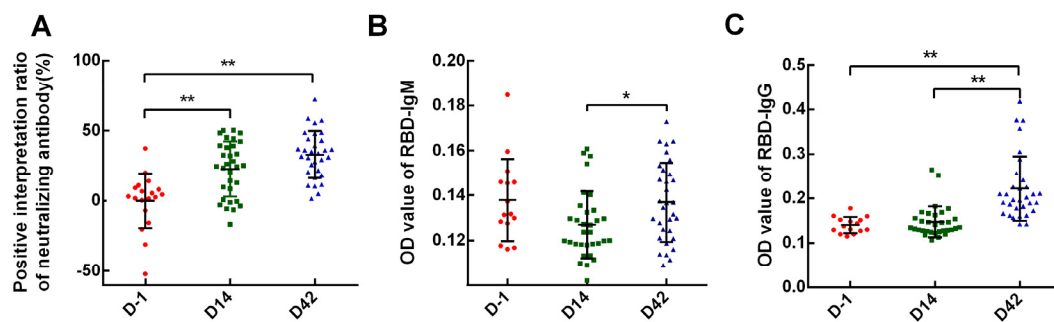 A
Positive interpretation ratio
of neutralizing antibody(%)
100
50
0
-50
**
**
D-1
D14
D42
B
OD value of RBD-IgM
0.20
0.18
0.16
0.14
0.12
*
D-1
D14
D42
C
OD value of RBD-IgG
0.5
0.4
0.3
0.2
0.1
0.0
**
**
D-1
D14
D42